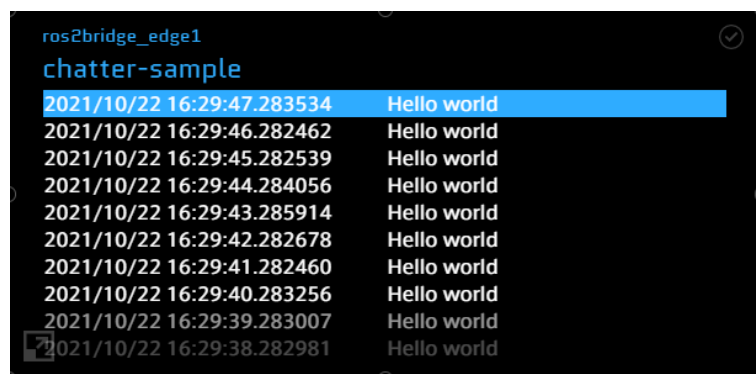 ros2bridge_edge1
chatter-sample
2021/10/22 16:29:47.283534 Hello world
2021/10/22 16:29:46.282462 Hello world
2021/10/22 16:29:45.282539 Hello world
2021/10/22 16:29:44.284056 Hello world
2021/10/22 16:29:43.285914 Hello world
2021/10/22 16:29:42.282678 Hello world
2021/10/22 16:29:41.282460 Hello world
2021/10/22 16:29:40.283256 Hello world
2021/10/22 16:29:39.283007 Hello world
2021/10/22 16:29:38.282981 Hello world